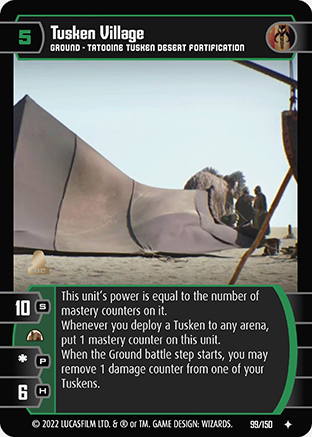 5
Tusken Village
GROUND - TATOOINE TUSKEN DESERT FORTIFICATION
10 S
* P
6 H
This unit's power is equal to the number of
mastery counters on it.
Whenever you deploy a Tusken to any arena,
put 1 mastery counter on this unit.
When the Ground battle step starts, you may
remove 1 damage counter from one of your
Tuskens.
© 2022 LUCASFILM LTD. & ® or TM. GAME DESIGN: WIZARDS. 99/150